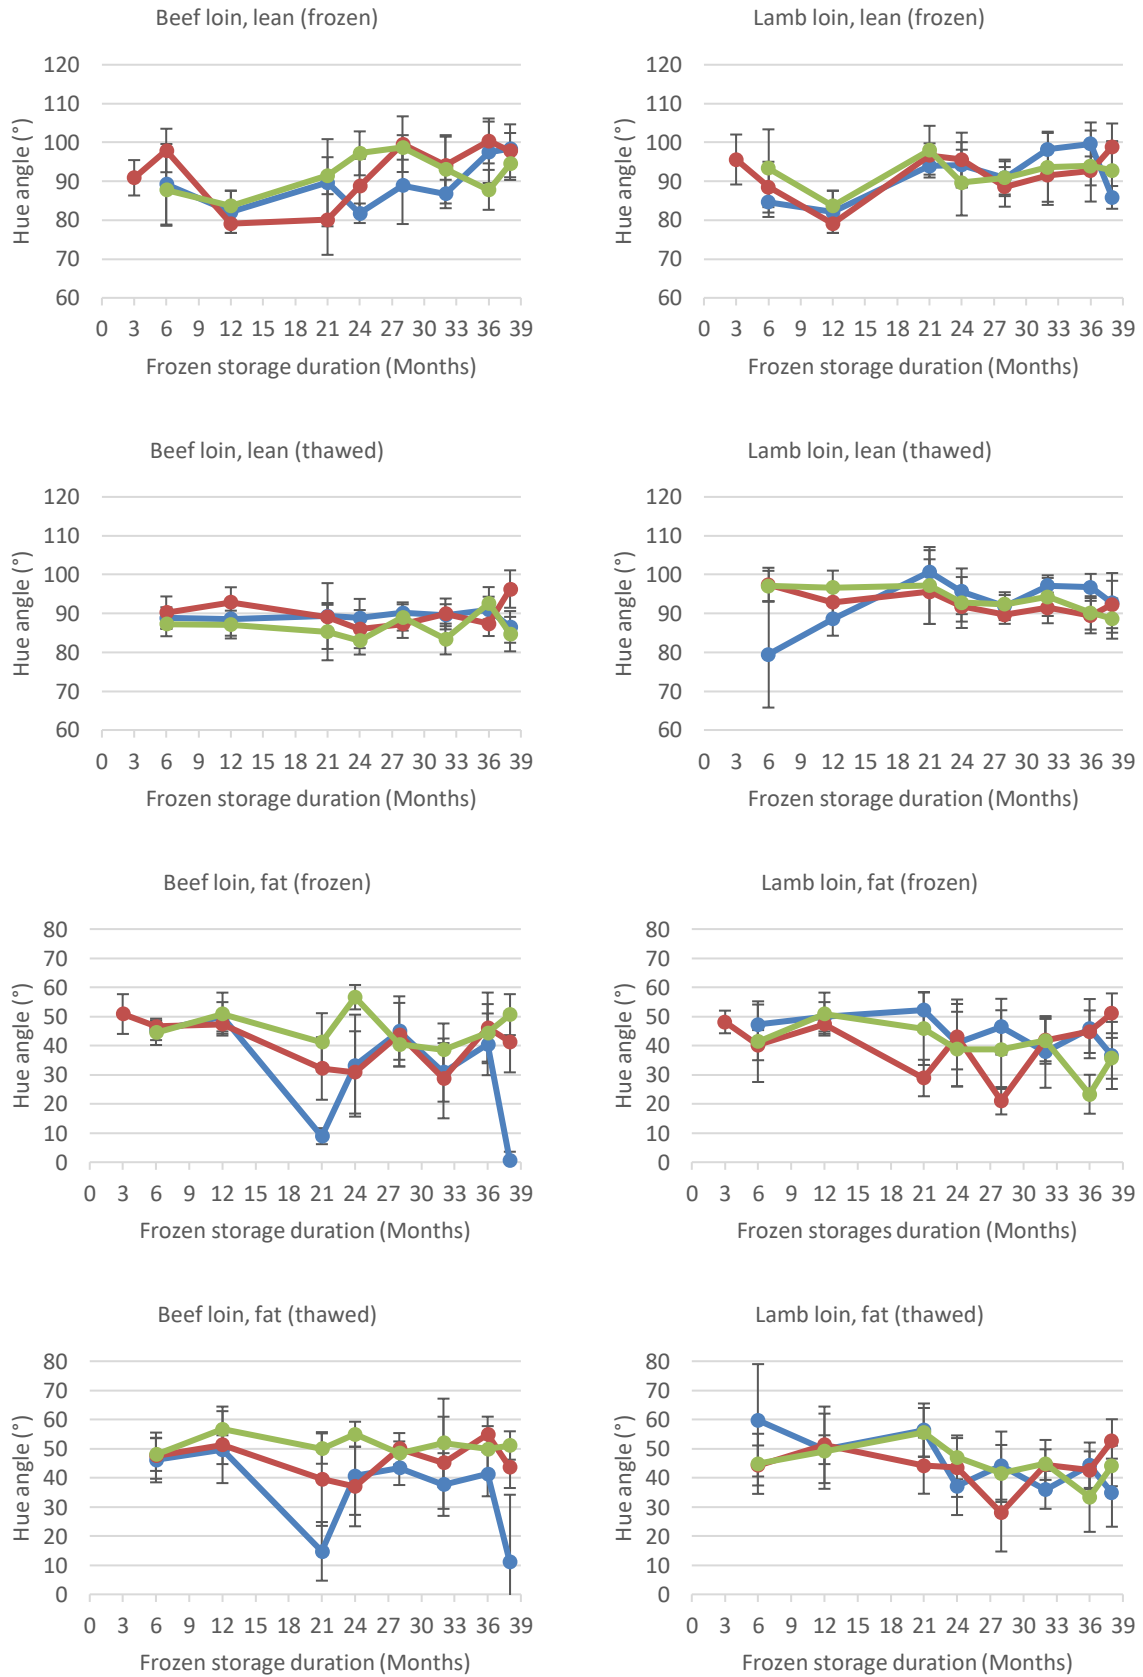 Beef loin, lean (frozen)
Hue angle (°)
120
110
100
90
80
70
60
0 3 6 9 12 15 18 21 24 27 30 33 36 39
Frozen storage duration (Months)
Lamb loin, lean (frozen)
Hue angle (°)
120
110
100
90
80
70
60
0 3 6 9 12 15 18 21 24 27 30 33 36 39
Frozen storage duration (Months)
Beef loin, lean (thawed)
Hue angle (°)
120
110
100
90
80
70
60
0 3 6 9 12 15 18 21 24 27 30 33 36 39
Frozen storage duration (Months)
Lamb loin, lean (thawed)
Hue angle (°)
120
110
100
90
80
70
60
0 3 6 9 12 15 18 21 24 27 30 33 36 39
Frozen storage duration (Months)
Beef loin, fat (frozen)
Hue angle (°)
80
70
60
50
40
30
20
10
0
0 3 6 9 12 15 18 21 24 27 30 33 36 39
Frozen storage duration (Months)
Lamb loin, fat (frozen)
Hue angle (°)
80
70
60
50
40
30
20
10
0
0 3 6 9 12 15 18 21 24 27 30 33 36 39
Frozen storages duration (Months)
Beef loin, fat (thawed)
Hue angle (°)
80
70
60
50
40
30
20
10
0
0 3 6 9 12 15 18 21 24 27 30 33 36 39
Frozen storage duration (Months)
Lamb loin, fat (thawed)
Hue angle (°)
80
70
60
50
40
30
20
10
0
0 3 6 9 12 15 18 21 24 27 30 33 36 39
Frozen storage duration (Months)